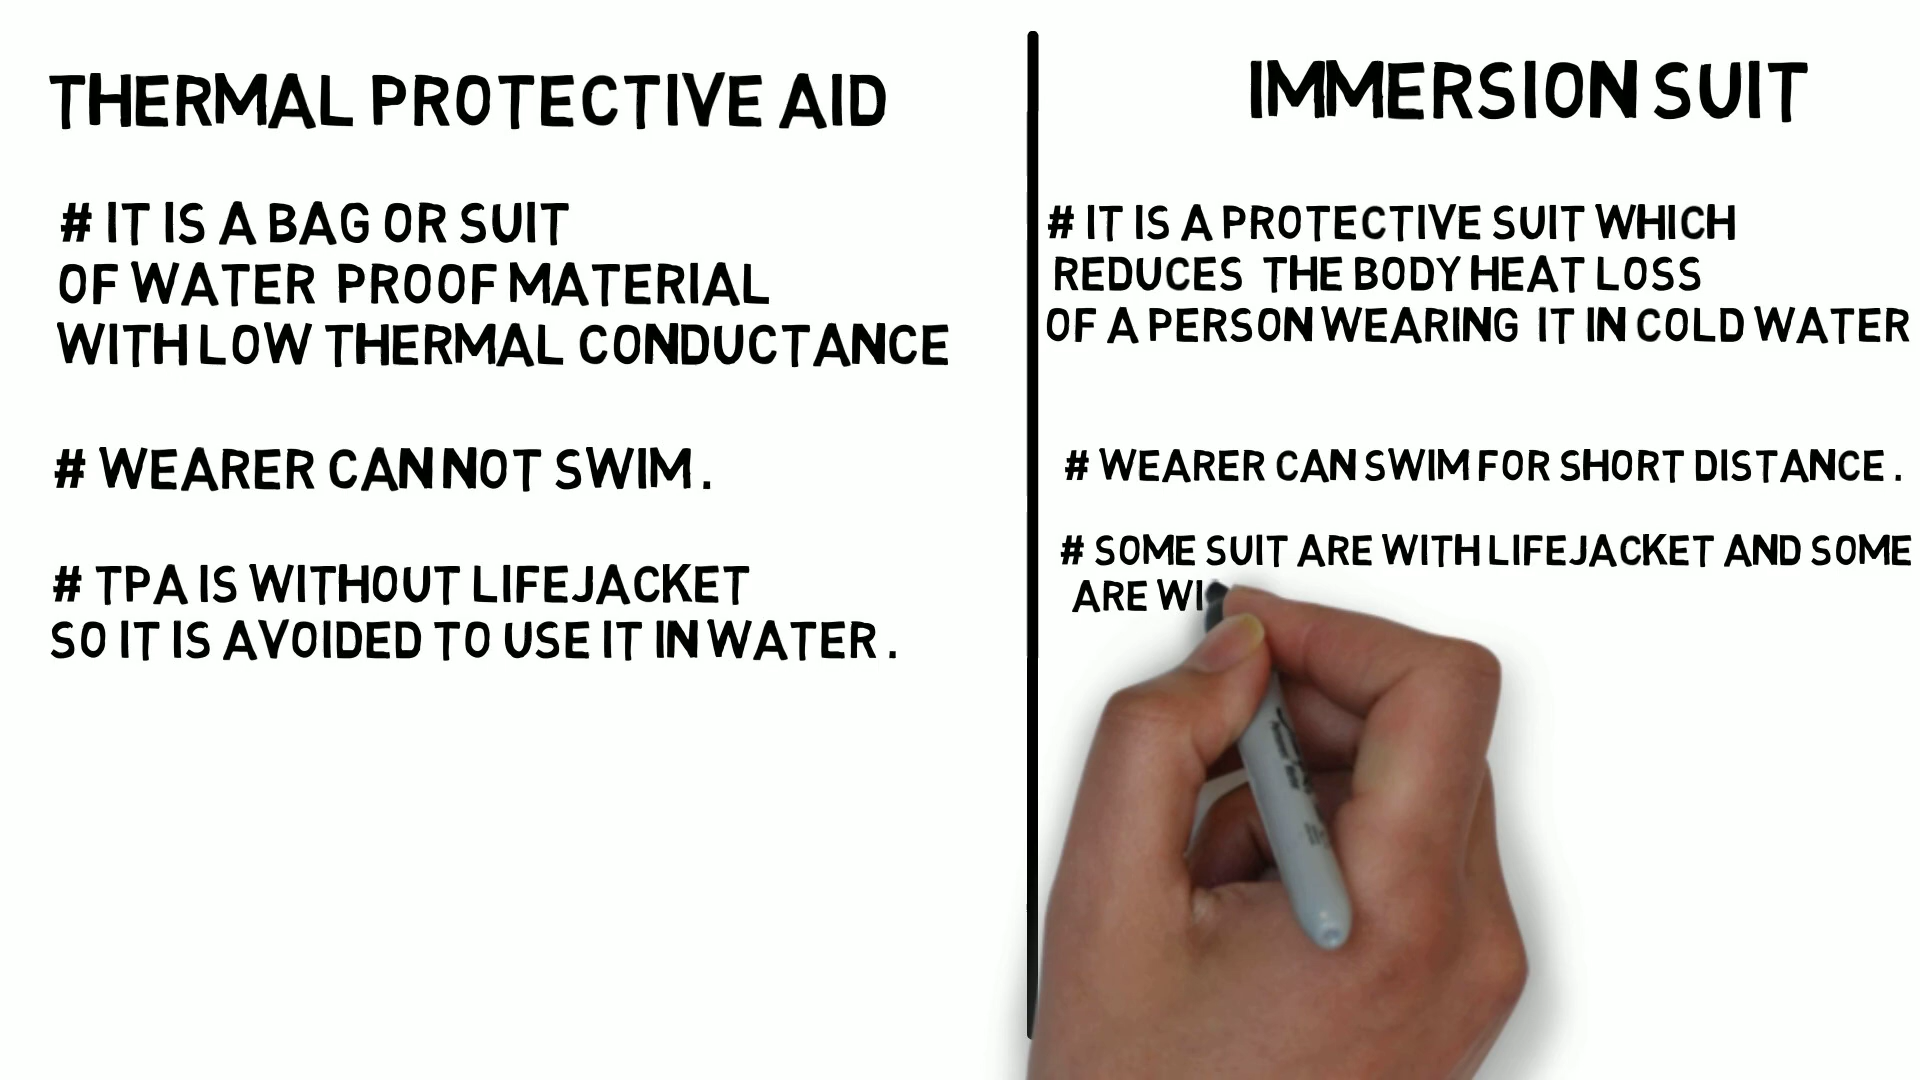 THERMAL PROTECTIVE AID
# IT IS A BAG OR SUIT
OF WATER PROOF MATERIAL
WITH LOW THERMAL CONDUCTANCE
# WEARER CAN NOT SWIM .
# TPA IS WITHOUT LIFEJACKET
SO IT IS AVOIDED TO USE IT IN WATER .
IMMERSION SUIT
# IT IS A PROTECTIVE SUIT WHICH
REDUCES THE BODY HEAT LOSS
OF A PERSON WEARING IT IN COLD WATER
# WEARER CAN SWIM FOR SHORT DISTANCE .
# SOME SUIT ARE WITH LIFEJACKET AND SOME
ARE WI